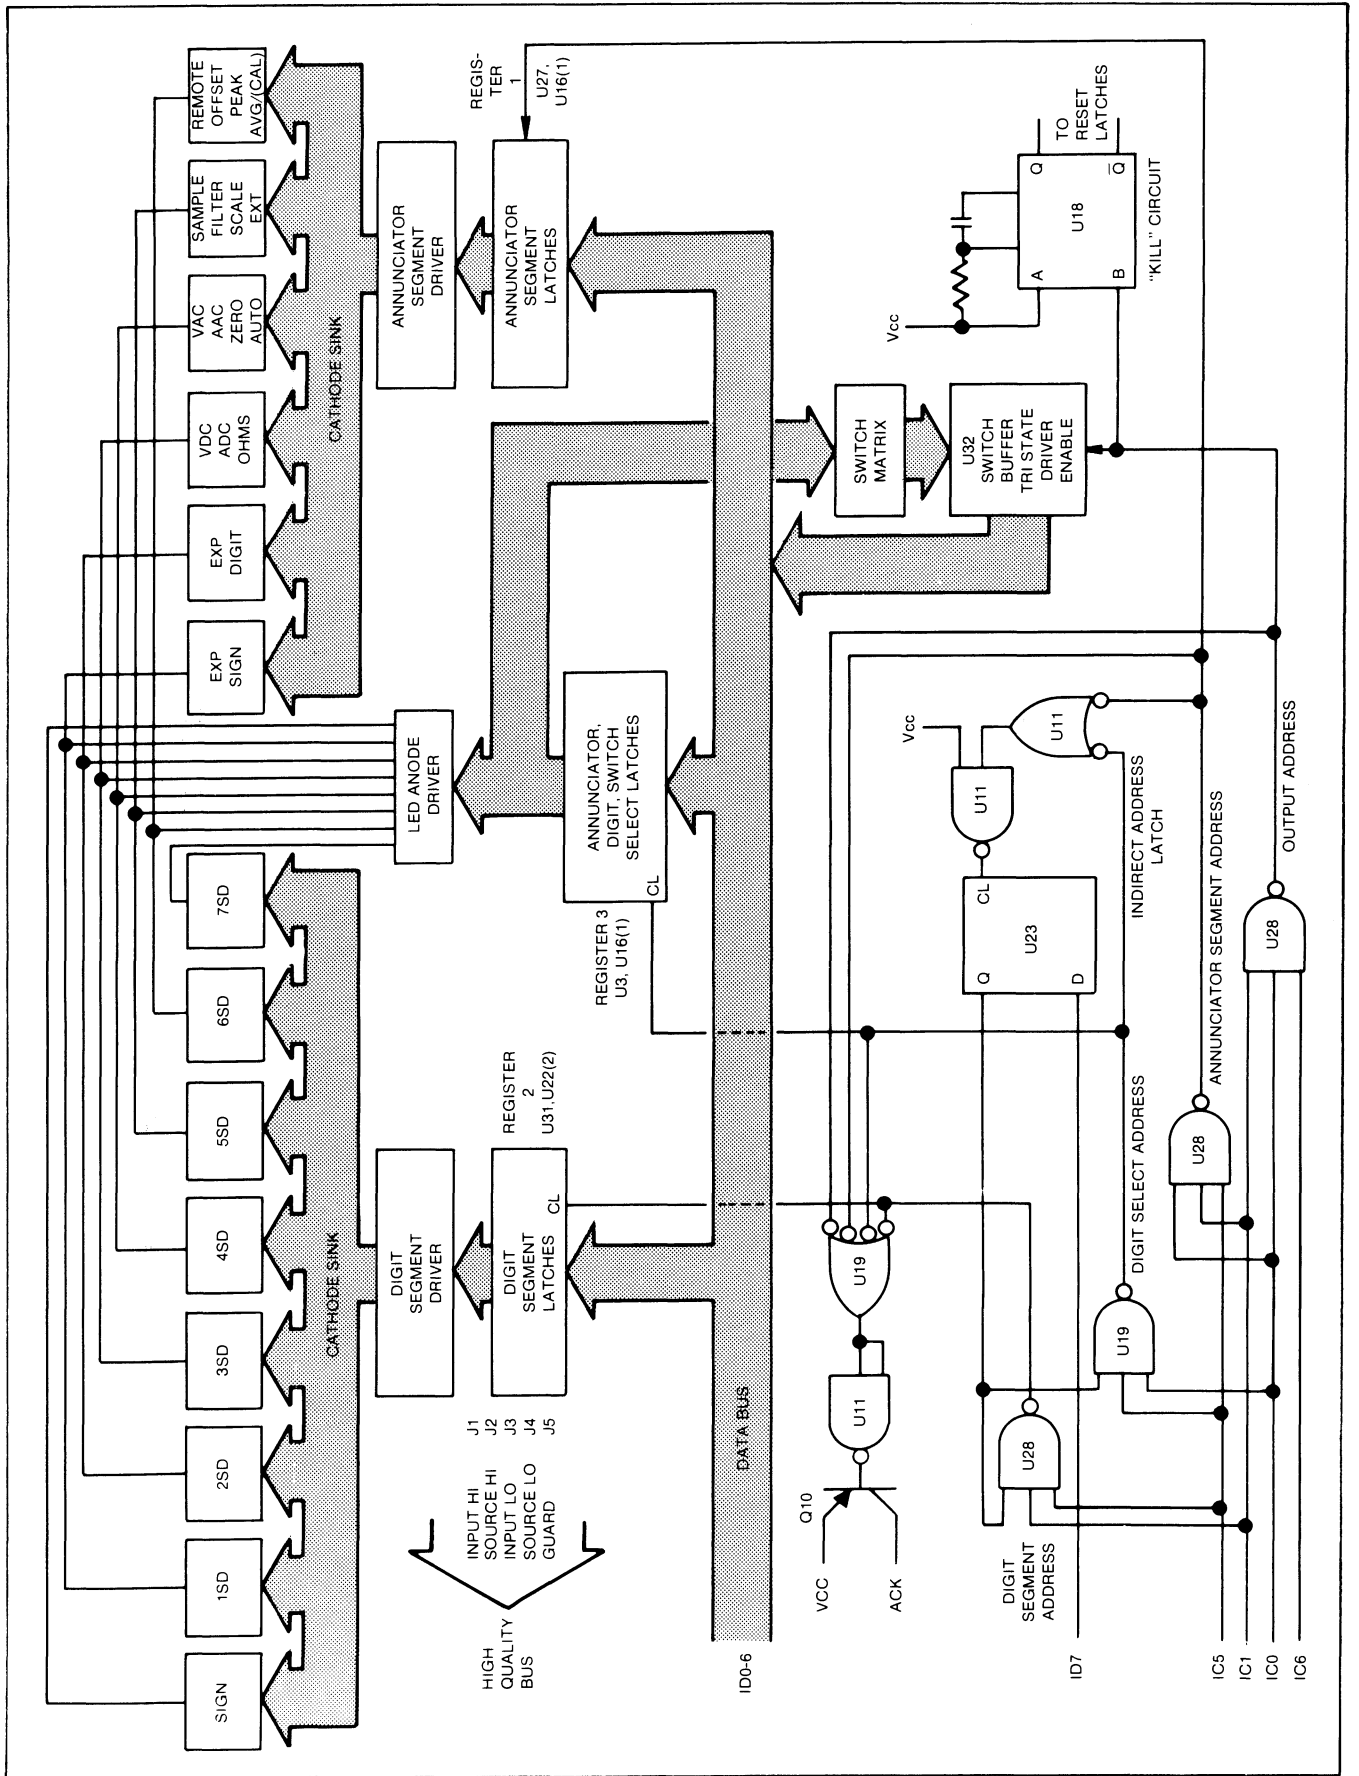 SIGN
1SD
2SD
3SD
4SD
5SD
6SD
7SD
EXP
SIGN
EXP
DIGIT
VDC
ADC
OHMS
VAC
AAC
ZERO
AUTO
SAMPLE
FILTER
SCALE
EXT
REMOTE
OFFSET
PEAK
AVG/(CAL)
CATHODE SINK
CATHODE SINK
DIGIT
SEGMENT
DRIVER
LED ANODE
DRIVER
ANNUNCIATOR
SEGMENT
DRIVER
HIGH
QUALITY
BUS
INPUT HI J1
SOURCE HI J2
INPUT LO J3
SOURCE LO J4
GUARD J5
DIGIT
SEGMENT
LATCHES
CL
REGISTER
2
U31,U22(2)
REGISTER 3
U3, U16(1)
ANNUNCIATOR,
DIGIT, SWITCH
SELECT LATCHES
CL
ANNUNCIATOR
SEGMENT
LATCHES
REGIS-
TER
1
U27,
U16(1)
ID0-6
DATA BUS
SWITCH
MATRIX
U32
SWITCH
BUFFER
TRI STATE
DRIVER
ENABLE
Vcc
A
B
U18
Q
Q̅
TO
RESET
LATCHES
"KILL" CIRCUIT
VCC
ACK
Q10
U11
U19
DIGIT
SEGMENT
ADDRESS
U28
Q
D
U23
CL
U11
Vcc
U11
INDIRECT ADDRESS
LATCH
ID7
U19
DIGIT SELECT ADDRESS
U28
ANNUNCIATOR SEGMENT ADDRESS
U28
OUTPUT ADDRESS
IC5
IC1
IC0
IC6